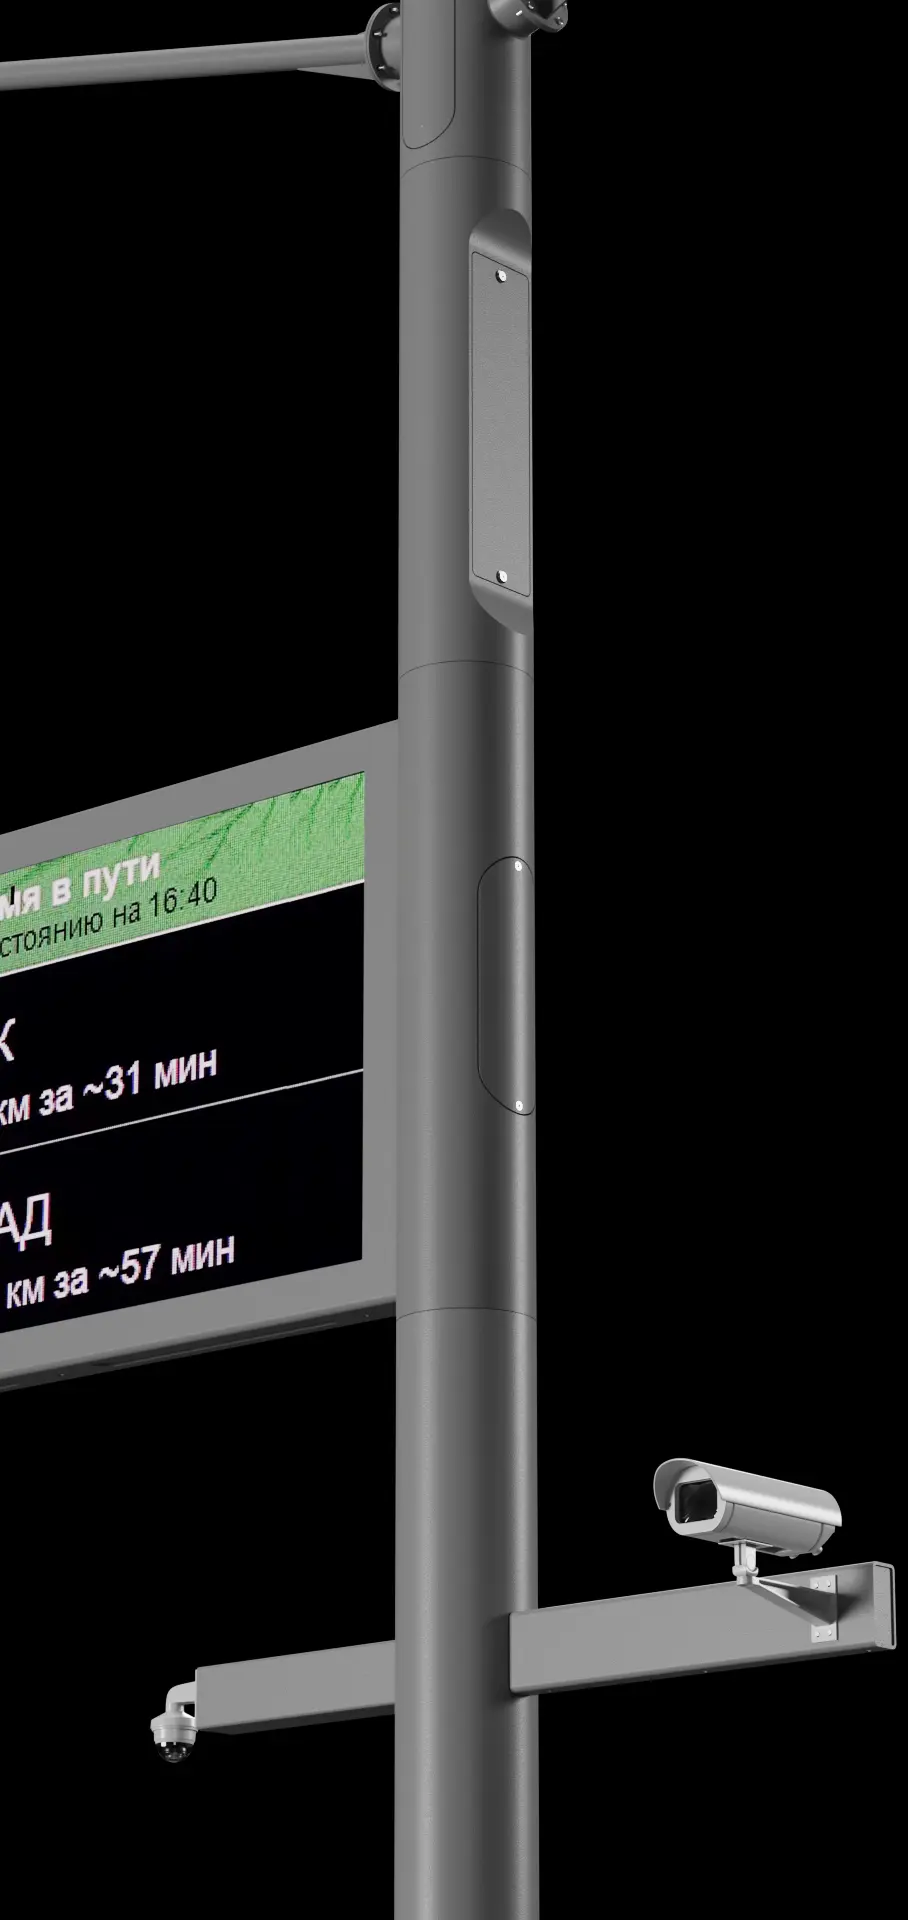 мя в пути
стоянию на 16:40
К
км за ~31 мин
АД
км за ~57 мин